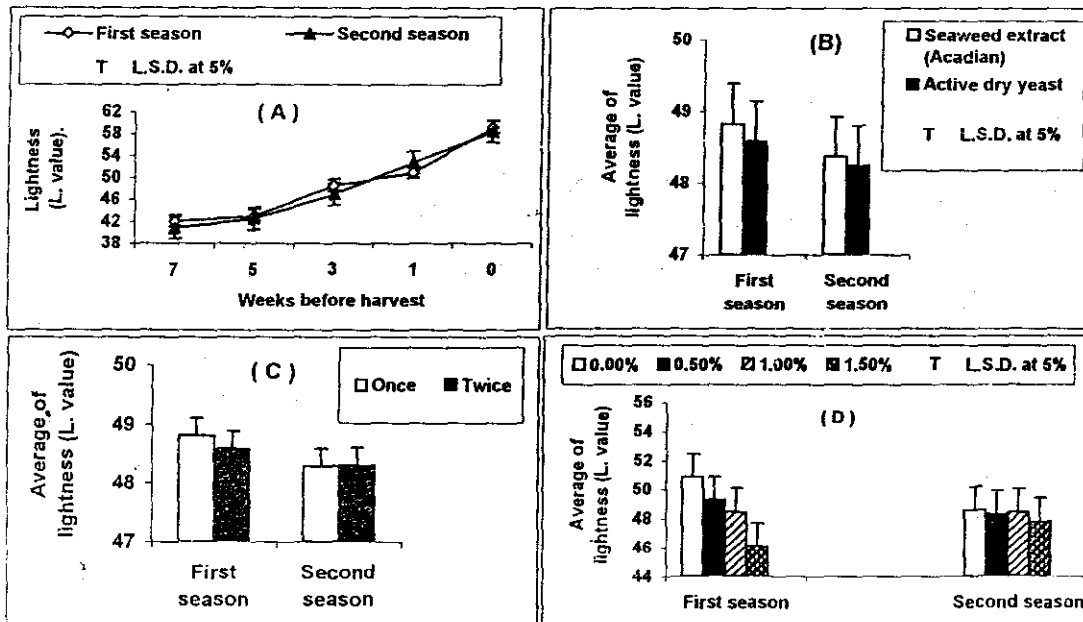 First season Second season
T L.S.D. at 5%
( A )
Lightness
(L. value).
62
58
54
50
46
42
38
7 5 3 1 0
Weeks before harvest
(B)
Seaweed extract
(Acadian)
Active dry yeast
T L.S.D. at 5%
Average of
lightness (L. value)
50
49
48
47
First
season
Second
season
( C )
Once Twice
Average of
lightness (L. value)
50
49
48
47
First
season
Second
season
0.00% 0.50% 1.00% 1.50% T L.S.D. at 5%
(D)
Average of
lightness (L. value)
56
54
52
50
48
46
44
First season Second season